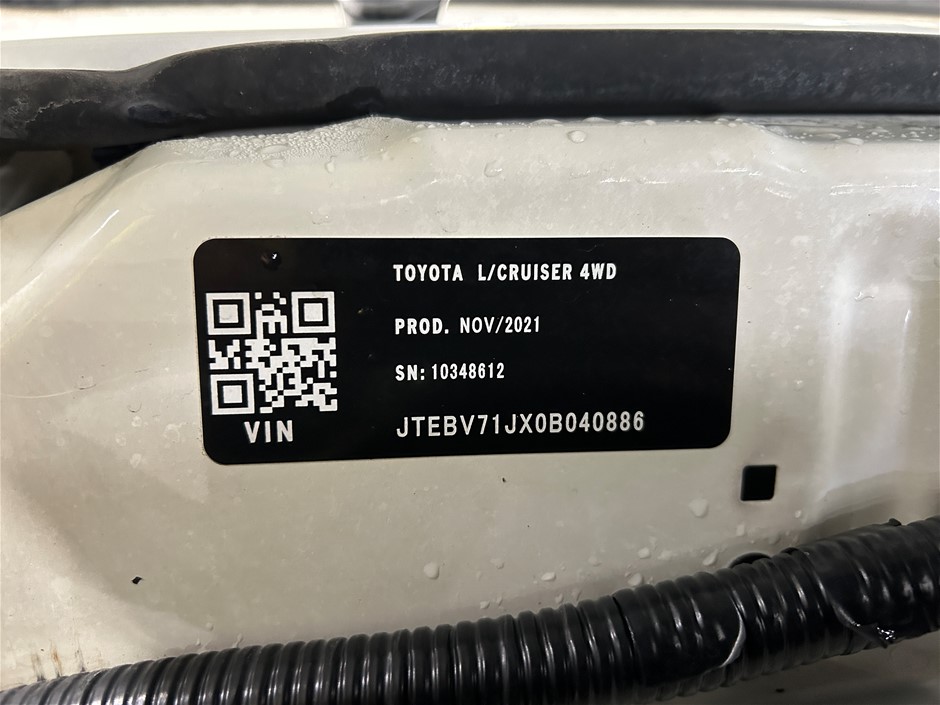 TOYOTA L/CRUISER 4WD
PROD. NOV/2021
SN: 10348612
VIN
JTEBV71JX0B040886